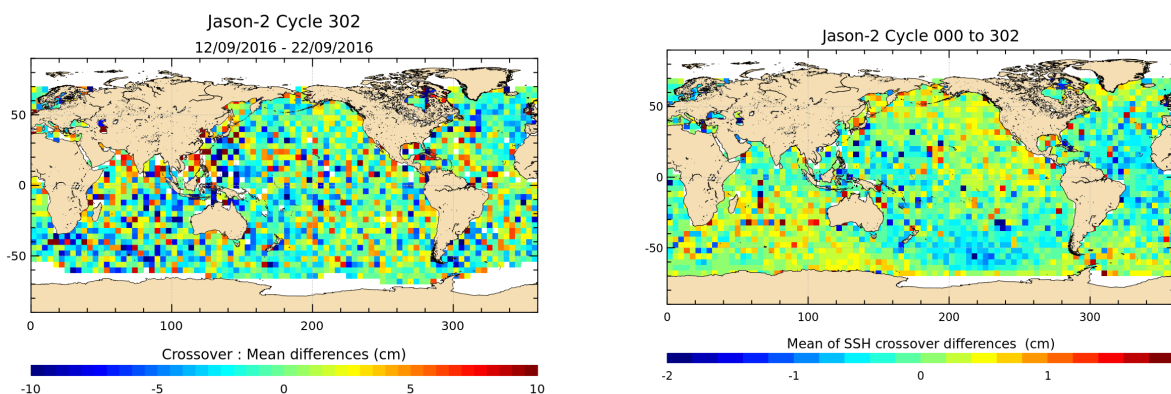 Jason-2 Cycle 302
12/09/2016 - 22/09/2016
50
0
-50
0 100 200 300
Crossover : Mean differences (cm)
-10 -5 0 5 10
Jason-2 Cycle 000 to 302
50
0
-50
0 100 200 300
Mean of SSH crossover differences (cm)
-2 -1 0 1